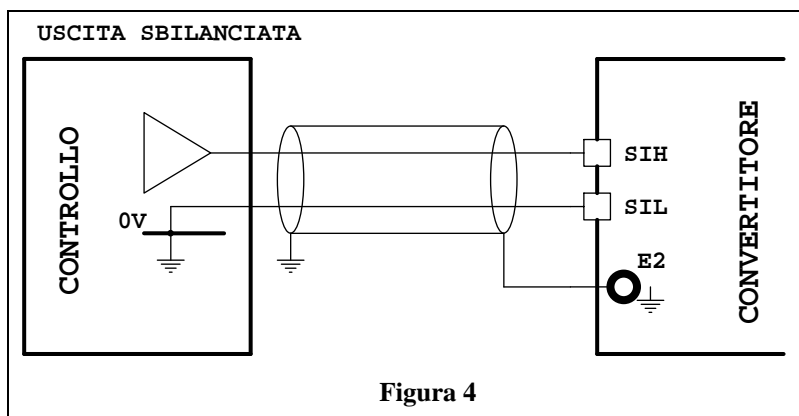 USCITA SBILANCIATA
CONTROLLO
0V
SIH
SIL
E2
CONVERTITORE
Figura 4